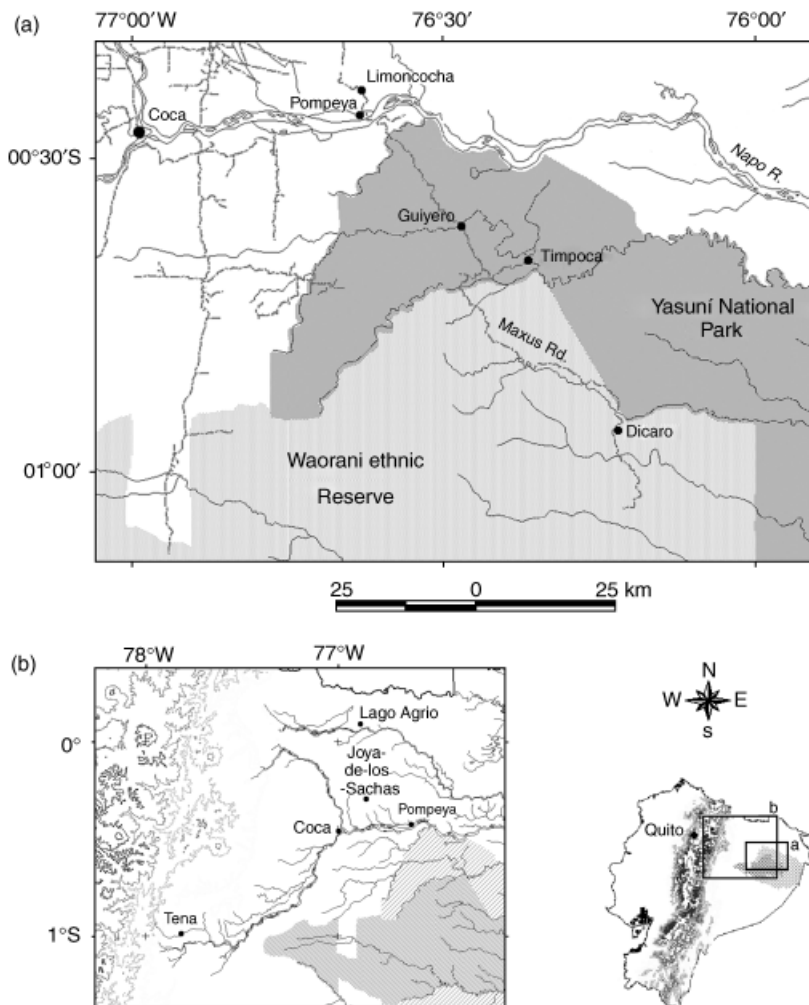 (a)
77°00′W
76°30′
76°00′
Limoncocha
Pompeya
Coca
00°30′S
Napo R.
Guiyero
Timpoca
Yasuní National
Park
Maxus Rd.
Dicaro
Waorani ethnic
Reserve
01°00′
25 0 25 km
(b)
78°W
77°W
Lago Agrio
0°
Joya-
de-los
-Sachas
Pompeya
Coca
Tena
1°S
N
W E
S
b
Quito
a